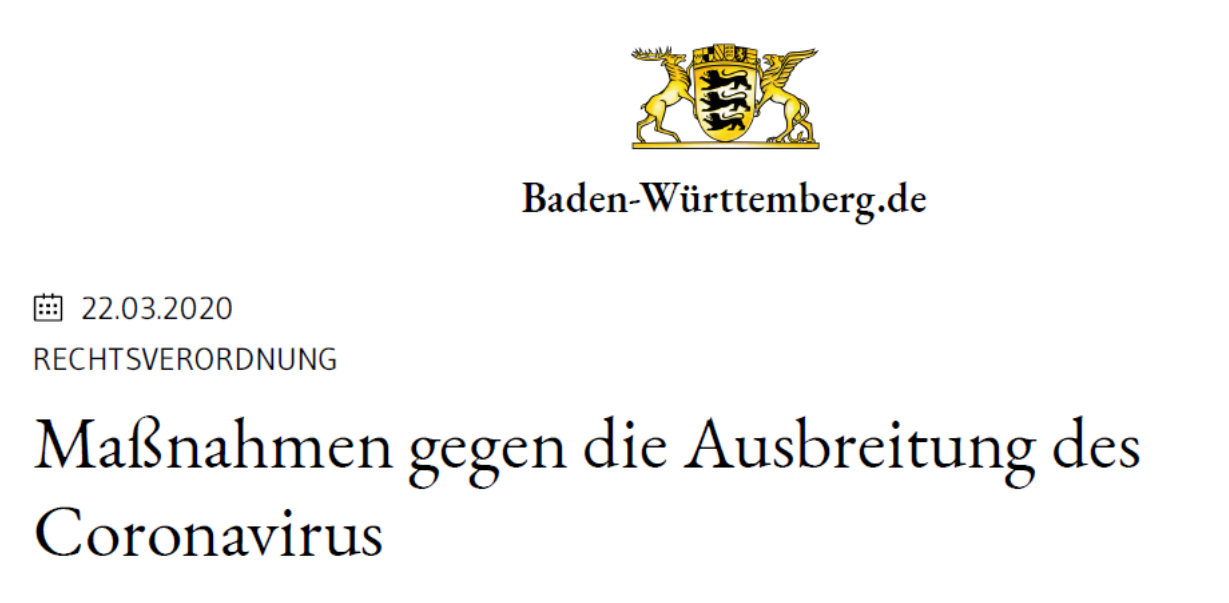 Baden-Württemberg.de
22.03.2020
RECHTSVERORDNUNG
Maßnahmen gegen die Ausbreitung des
Coronavirus